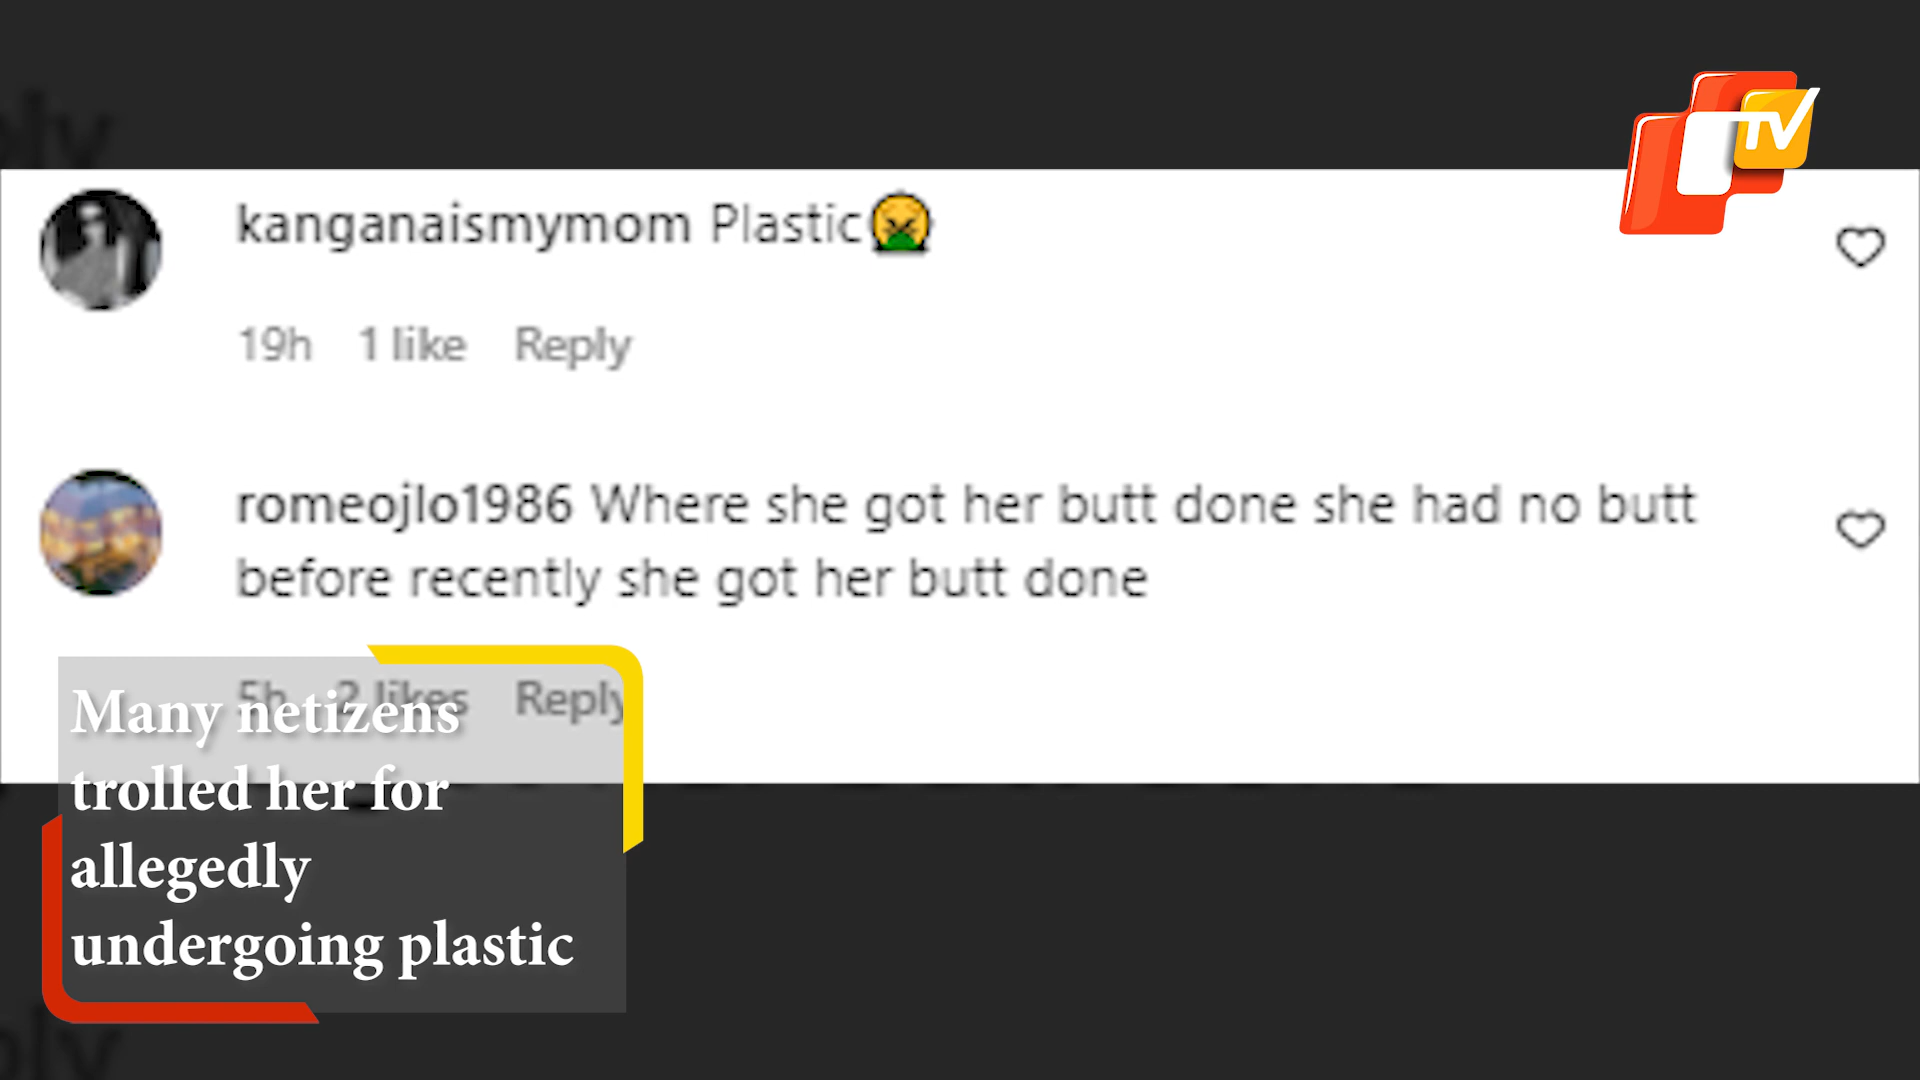 TV
kanganaismymom Plastic🤮
19h 1 like Reply
romeojlo1986 Where she got her butt done she had no butt
before recently she got her butt done
5h 2 likes Reply
Many netizens
trolled her for
allegedly
undergoing plastic